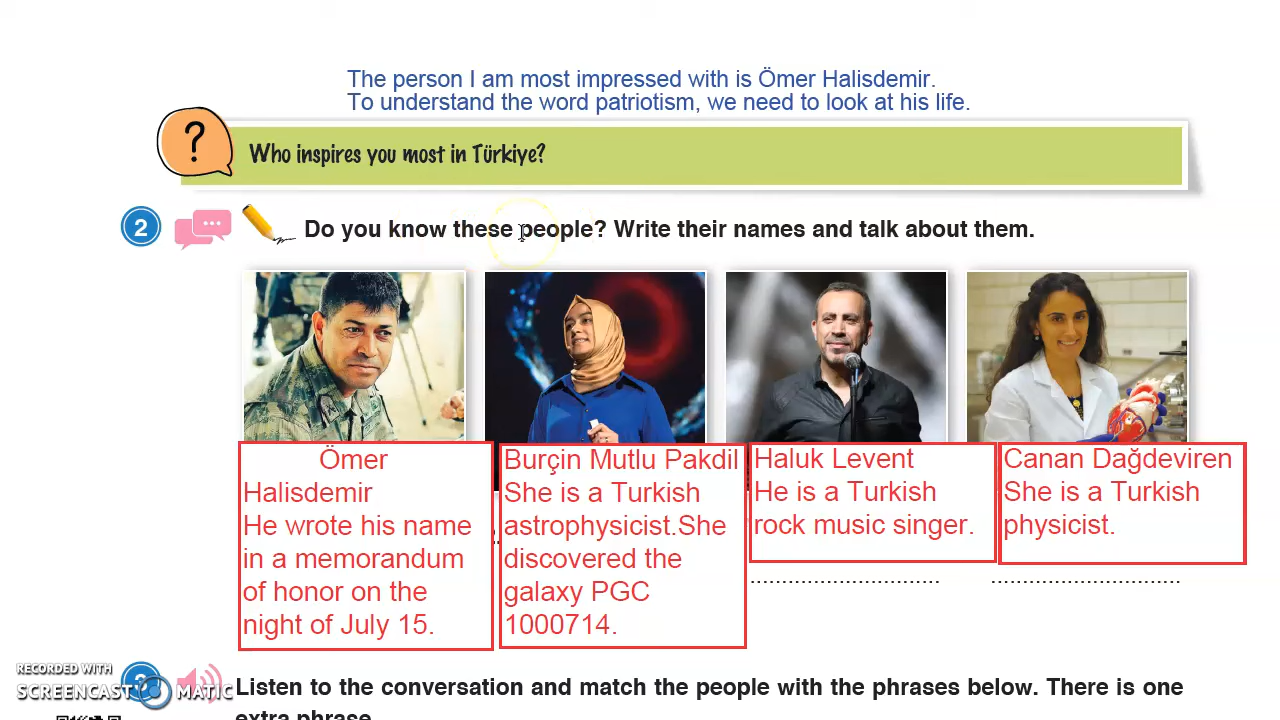 The person I am most impressed with is Ömer Halisdemir.
To understand the word patriotism, we need to look at his life.
?
Who inspires you most in Türkiye?
2
Do you know these people? Write their names and talk about them.
Ömer
Halisdemir
He wrote his name
in a memorandum
of honor on the
night of July 15.
Burçin Mutlu Pakdil
She is a Turkish
astrophysicist.She
discovered the
galaxy PGC
1000714.
Haluk Levent
He is a Turkish
rock music singer.
..............................
Canan Dağdeviren
She is a Turkish
physicist.
..............................
RECORDED WITH
SCREENCAST MATIC
Listen to the conversation and match the people with the phrases below. There is one
extra phrase.